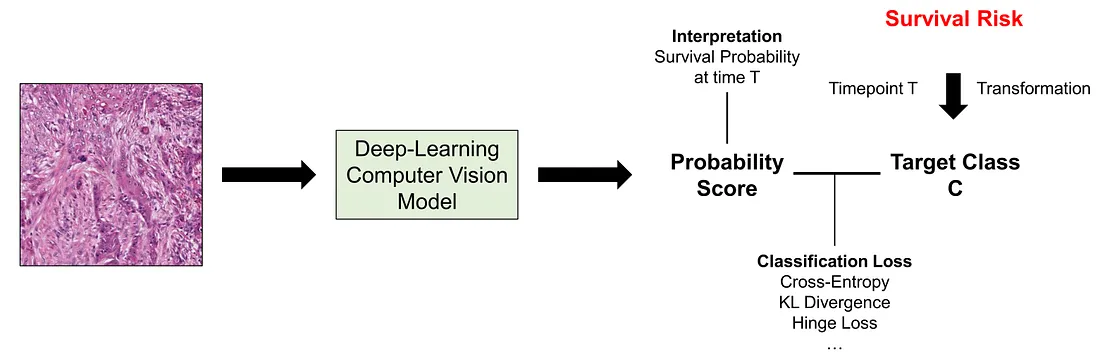 Survival Risk
Interpretation
Survival Probability
at time T
Timepoint T
Transformation
Deep-Learning
Computer Vision
Model
Probability
Score
Target Class
C
Classification Loss
Cross-Entropy
KL Divergence
Hinge Loss
...